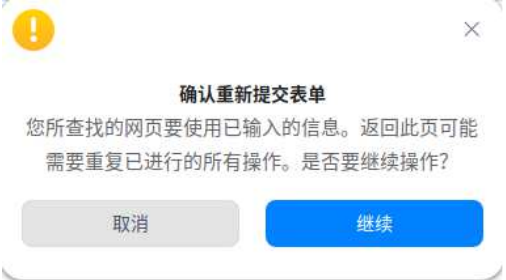 确认重新提交表单
您所查找的网页要使用已输入的信息。返回此页可能
需要重复已进行的所有操作。是否要继续操作?
取消
继续